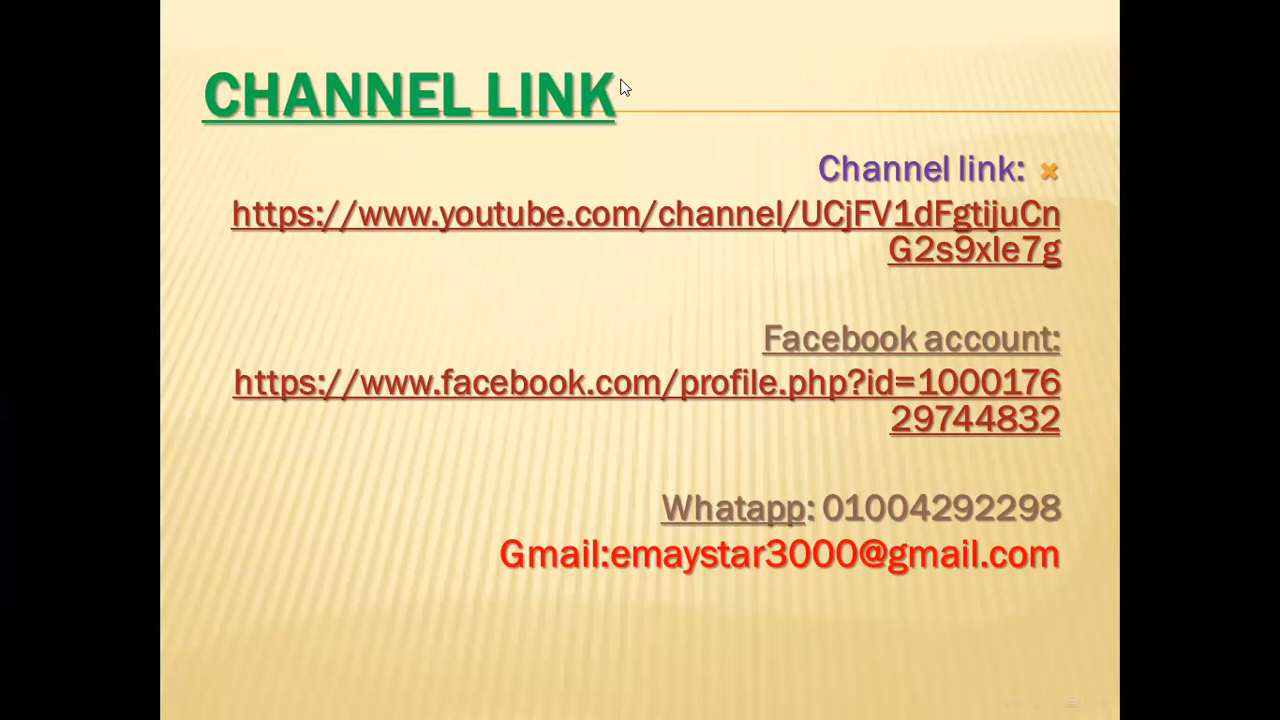 CHANNEL LINK
Channel link:
https://www.youtube.com/channel/UCjFV1dFgtijuCn
G2s9xIe7g
Facebook account:
https://www.facebook.com/profile.php?id=1000176
29744832
Whatapp: 01004292298
Gmail:emaystar3000@gmail.com